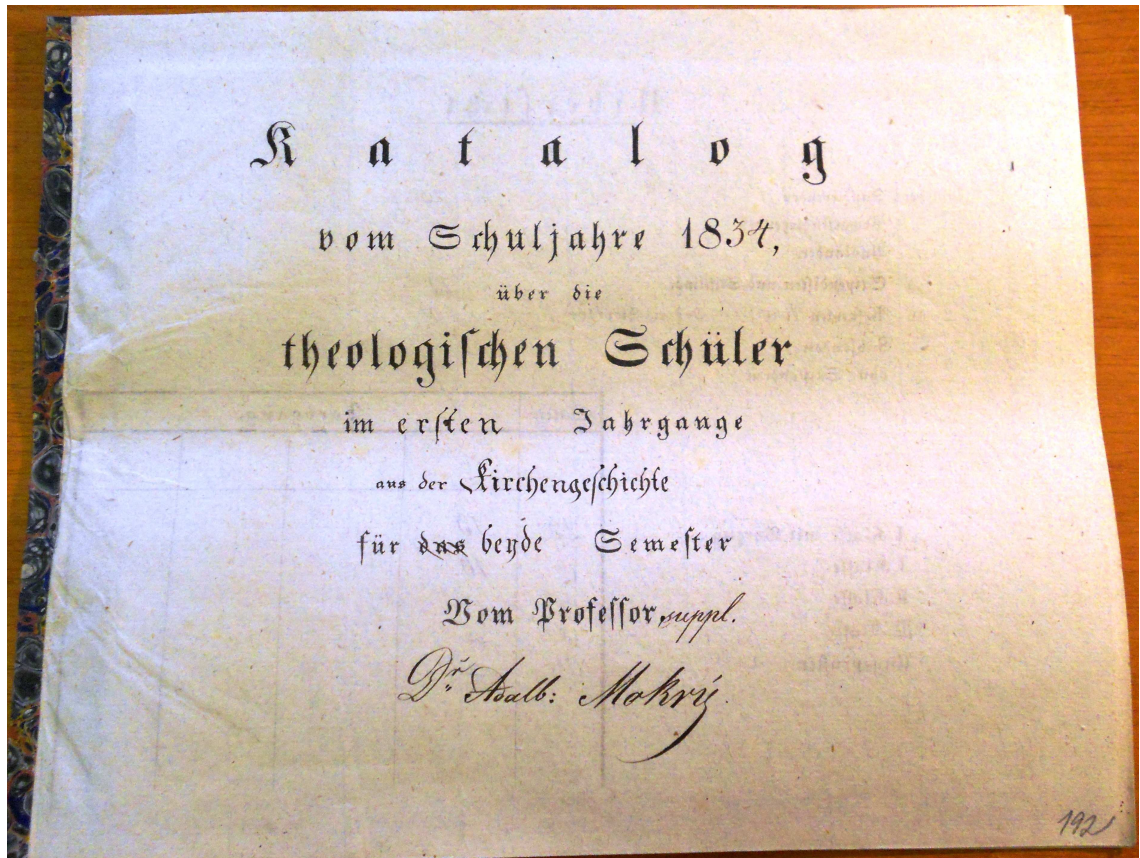 Katalog
vom Schuljahre 1834,
über die
theologischen Schüler
im ersten Jahrgange
aus der Kirchengeschichte
für das beyde Semester
Vom Professor suppl.
Dr Adalb: Mokrý
192